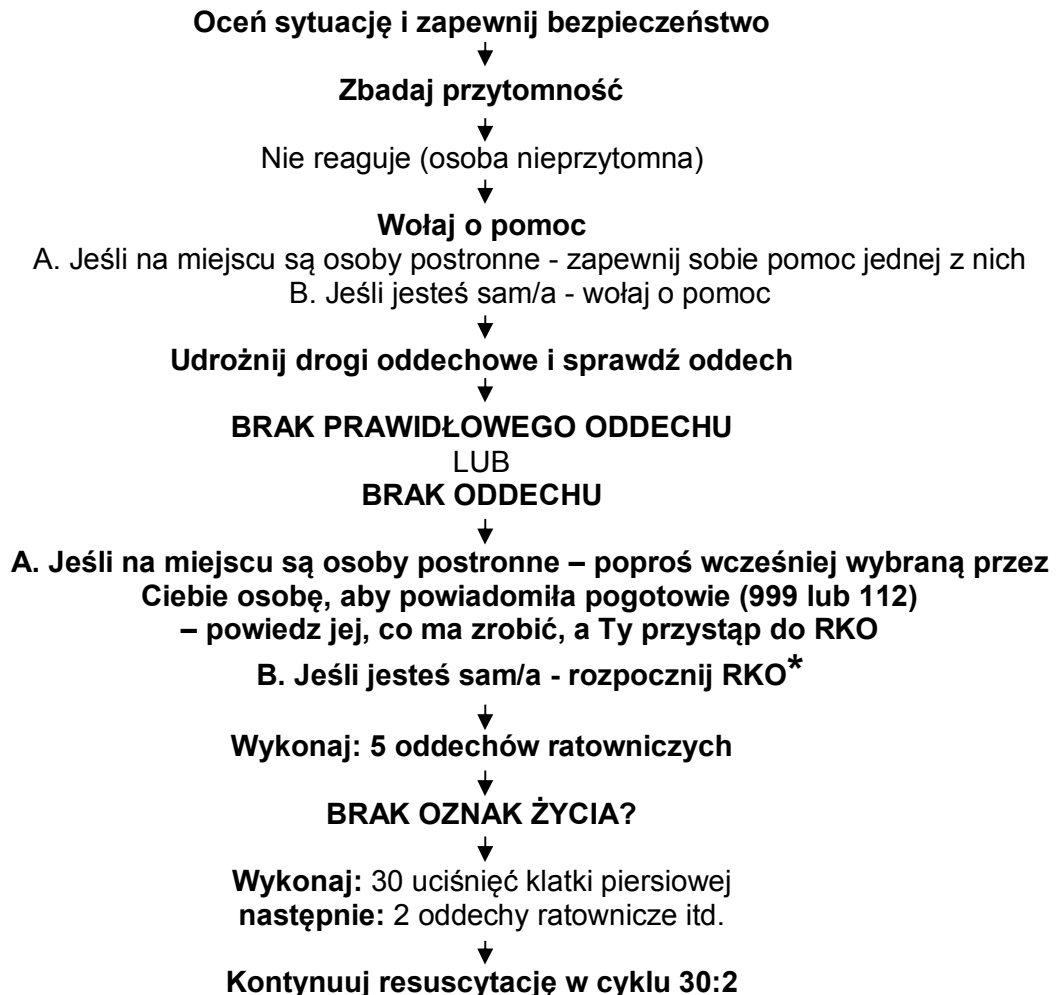 Oceń sytuację i zapewnij bezpieczeństwo
Zbadaj przytomność
Nie reaguje (osoba nieprzytomna)
Wołaj o pomoc
A. Jeśli na miejscu są osoby postronne - zapewnij sobie pomoc jednej z nich
B. Jeśli jesteś sam/a - wołaj o pomoc
Udrożnij drogi oddechowe i sprawdź oddech
BRAK PRAWIDŁOWEGO ODDECHU
LUB
BRAK ODDECHU
A. Jeśli na miejscu są osoby postronne – poproś wcześniej wybraną przez
Ciebie osobę, aby powiadomiła pogotowie (999 lub 112)
– powiedz jej, co ma zrobić, a Ty przystąp do RKO
B. Jeśli jesteś sam/a - rozpocznij RKO*
Wykonaj: 5 oddechów ratowniczych
BRAK OZNAK ŻYCIA?
Wykonaj: 30 uciśnięć klatki piersiowej
następnie: 2 oddechy ratownicze itd.
Kontynuuj resuscytację w cyklu 30:2